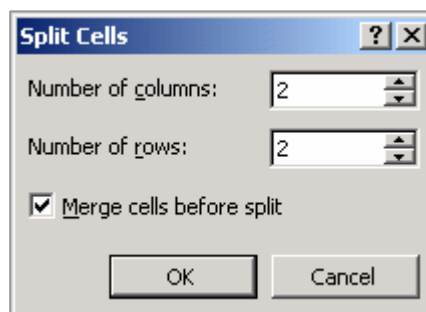 Split Cells
Number of columns: 2
Number of rows: 2
Merge cells before split
OK Cancel